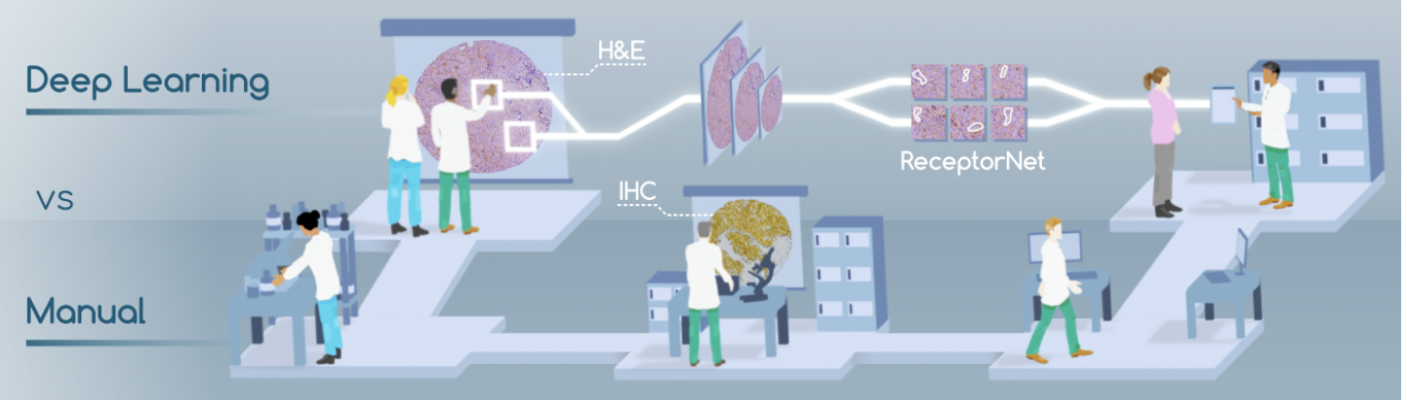 Deep Learning
H&E
ReceptorNet
vs
IHC
Manual